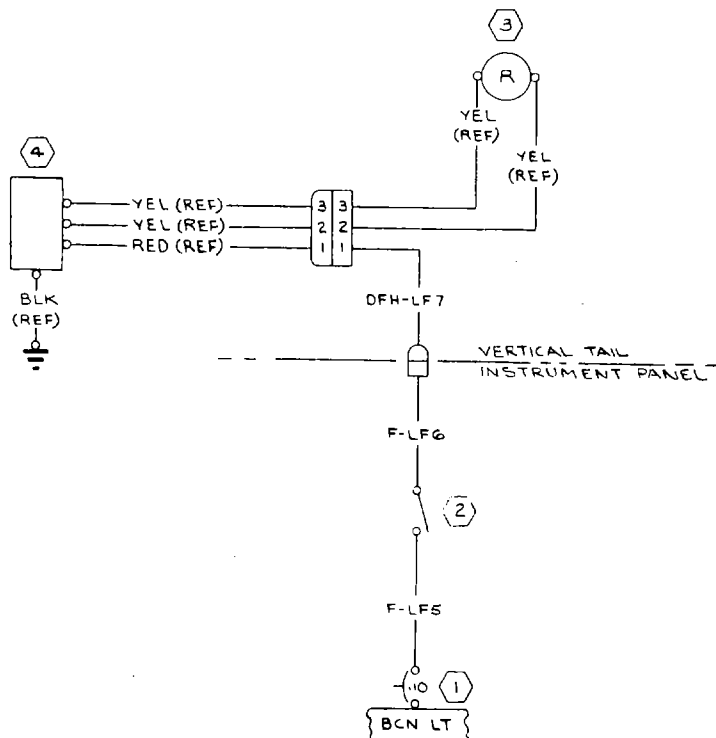 3
R
YEL
(REF)
YEL
(REF)
4
YEL (REF)
3 3
YEL (REF)
2 2
RED (REF)
1 1
BLK
(REF)
DFH-LF7
VERTICAL TAIL
INSTRUMENT PANEL
F-LF6
2
F-LF5
10
1
BCN LT